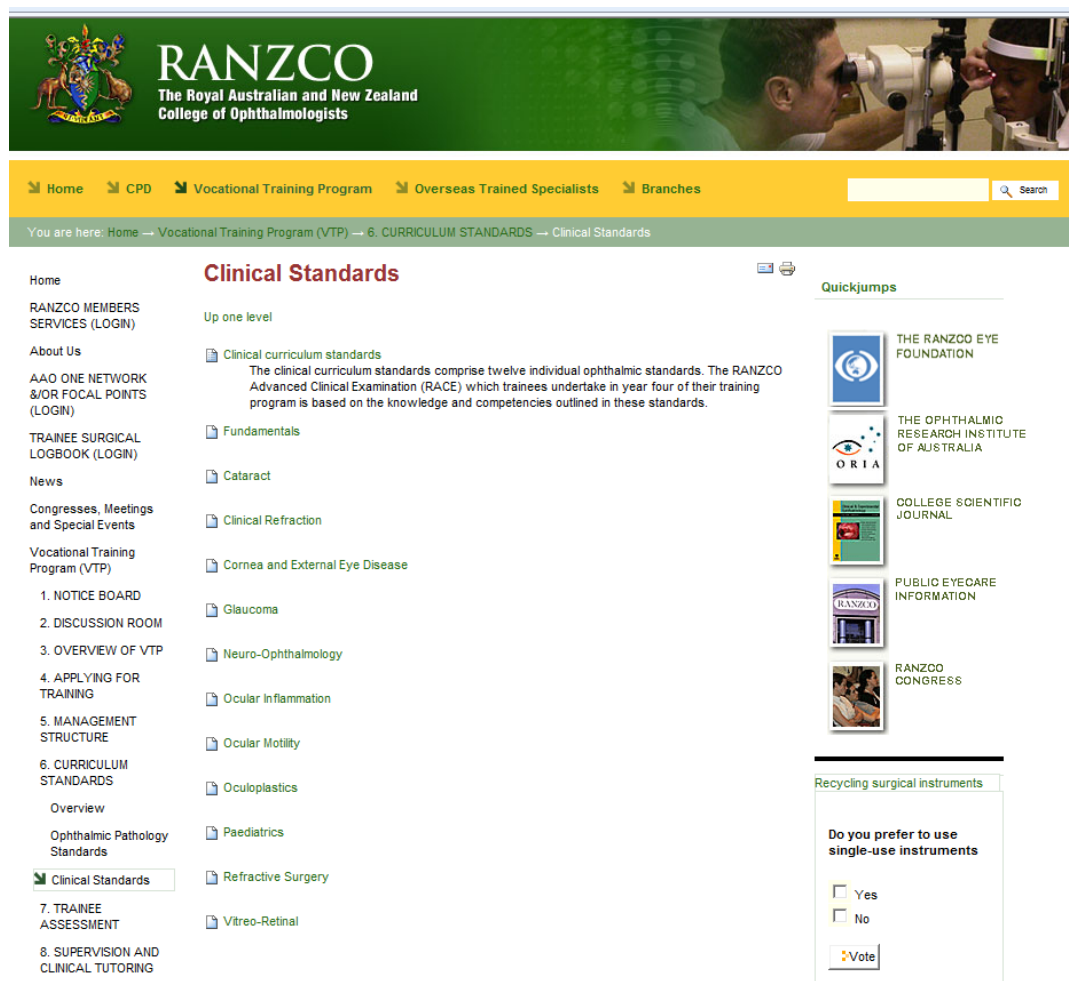 RANZCO
The Royal Australian and New Zealand
College of Ophthalmologists
Home CPD Vocational Training Program Overseas Trained Specialists Branches Search
You are here: Home → Vocational Training Program (VTP) → 6. CURRICULUM STANDARDS → Clinical Standards
Home
RANZCO MEMBERS
SERVICES (LOGIN)
About Us
AAO ONE NETWORK
&/OR FOCAL POINTS
(LOGIN)
TRAINEE SURGICAL
LOGBOOK (LOGIN)
News
Congresses, Meetings
and Special Events
Vocational Training
Program (VTP)
1. NOTICE BOARD
2. DISCUSSION ROOM
3. OVERVIEW OF VTP
4. APPLYING FOR
TRAINING
5. MANAGEMENT
STRUCTURE
6. CURRICULUM
STANDARDS
Overview
Ophthalmic Pathology
Standards
Clinical Standards
7. TRAINEE
ASSESSMENT
8. SUPERVISION AND
CLINICAL TUTORING
Clinical Standards
Up one level
Clinical curriculum standards
The clinical curriculum standards comprise twelve individual ophthalmic standards. The RANZCO
Advanced Clinical Examination (RACE) which trainees undertake in year four of their training
program is based on the knowledge and competencies outlined in these standards.
Fundamentals
Cataract
Clinical Refraction
Cornea and External Eye Disease
Glaucoma
Neuro-Ophthalmology
Ocular Inflammation
Ocular Motility
Oculoplastics
Paediatrics
Refractive Surgery
Vitreo-Retinal
Quickjumps
THE RANZCO EYE
FOUNDATION
ORIA
THE OPHTHALMIC
RESEARCH INSTITUTE
OF AUSTRALIA
COLLEGE SCIENTIFIC
JOURNAL
RANZCO
PUBLIC EYECARE
INFORMATION
RANZCO
CONGRESS
Recycling surgical instruments
Do you prefer to use
single-use instruments
Yes
No
Vote